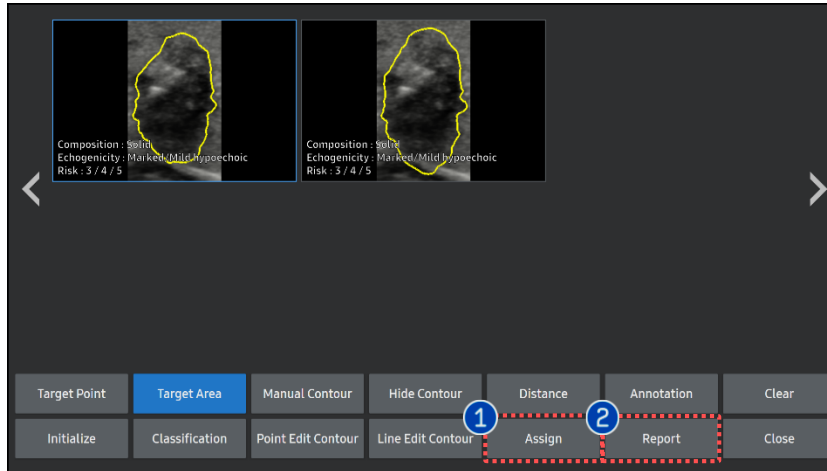 Composition : Solid
Echogenicity : Marked/Mild hypoechoic
Risk : 3 / 4 / 5
Composition : Solid
Echogenicity : Marked/Mild hypoechoic
Risk : 3 / 4 / 5
Target Point
Target Area
Manual Contour
Hide Contour
Distance
Annotation
Clear
1
2
Initialize
Classification
Point Edit Contour
Line Edit Contour
Assign
Report
Close